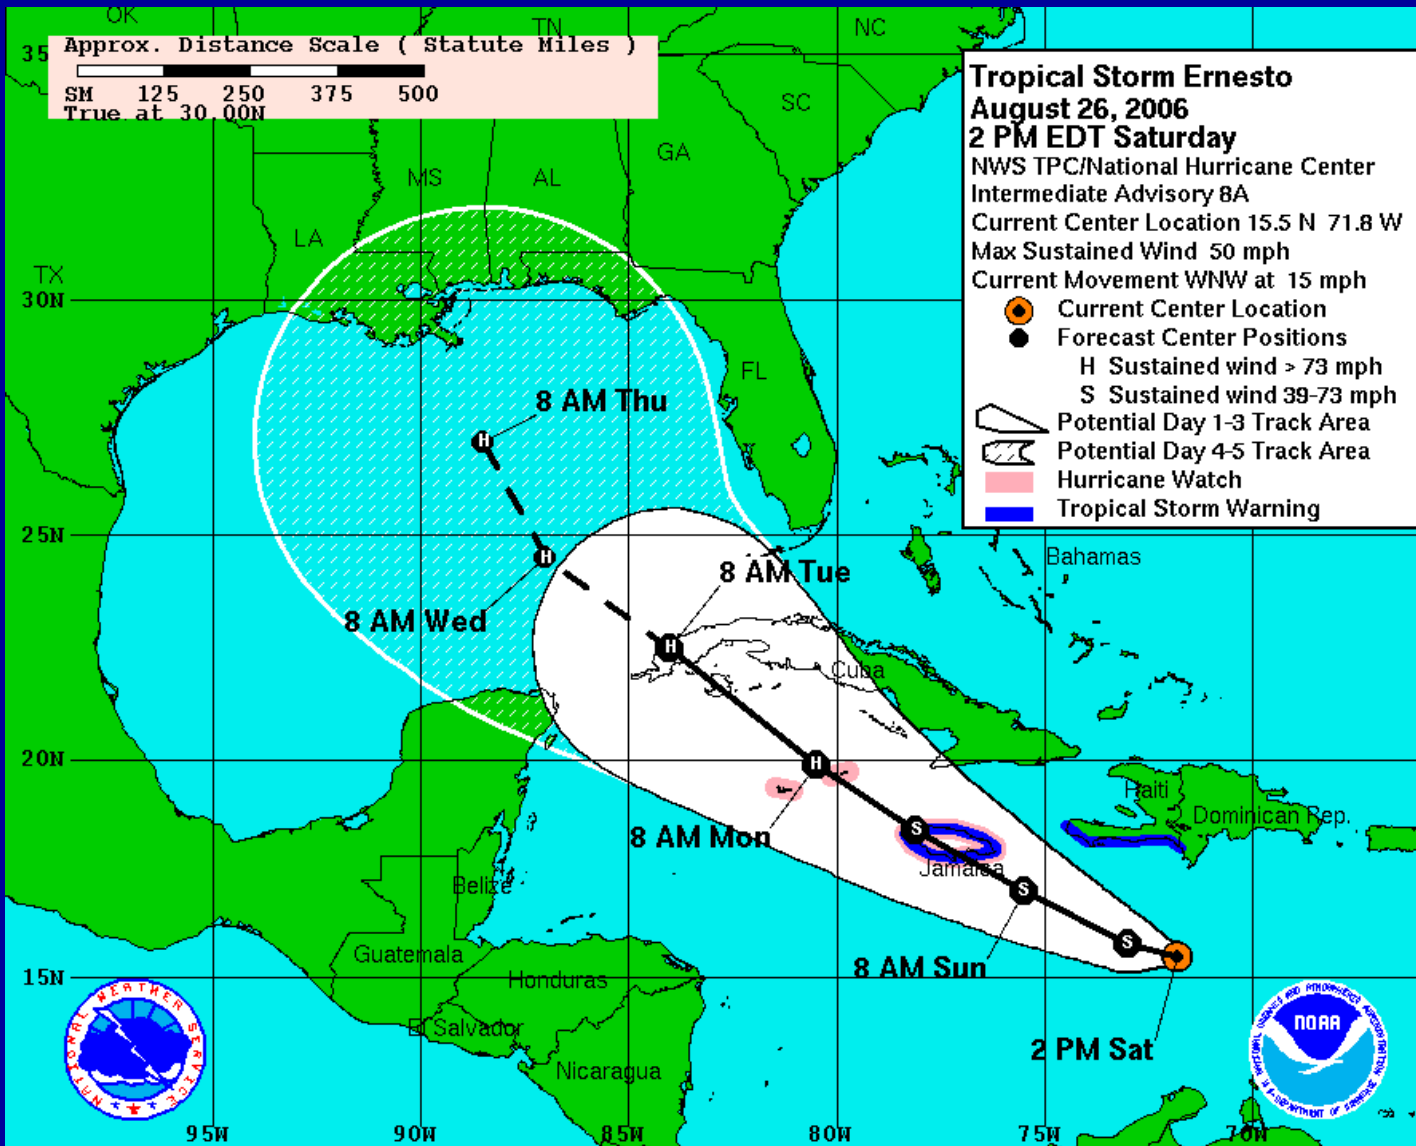 OK
TN
NC
35
Approx. Distance Scale ( Statute Miles )
SM 125 250 375 500
True at 30.00N
Tropical Storm Ernesto
August 26, 2006
2 PM EDT Saturday
NWS TPC/National Hurricane Center
Intermediate Advisory 8A
Current Center Location 15.5 N 71.8 W
Max Sustained Wind 50 mph
Current Movement WNW at 15 mph
Current Center Location
Forecast Center Positions
H Sustained wind > 73 mph
S Sustained wind 39-73 mph
Potential Day 1-3 Track Area
Potential Day 4-5 Track Area
Hurricane Watch
Tropical Storm Warning
SC
GA
MS
AL
LA
TX
30N
FL
8 AM Thu
H
25N
H
Bahamas
8 AM Tue
8 AM Wed
H
Cuba
20N
H
Haiti
Dominican Rep.
8 AM Mon
S
Jamaica
Belize
S
Guatemala
S
8 AM Sun
15N
Honduras
El Salvador
2 PM Sat
Nicaragua
NATIONAL WEATHER SERVICE
NOAA
95W 90W 85W 80W 75W 70W